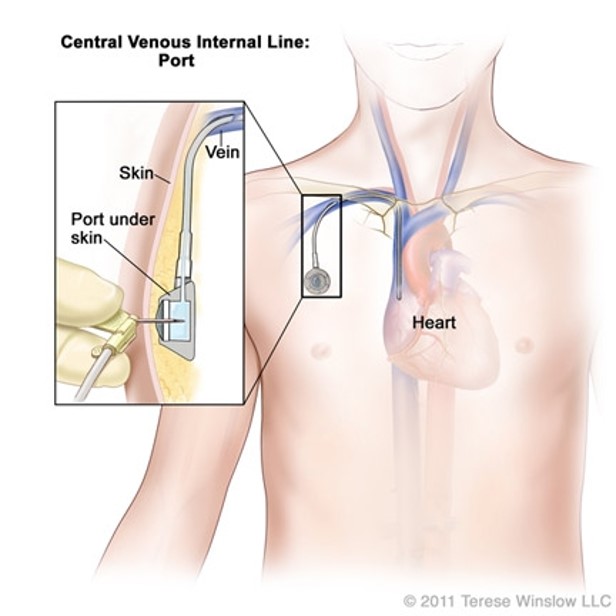 Central Venous Internal Line:
Port
Vein
Skin
Port under
skin
Heart
© 2011 Terese Winslow LLC